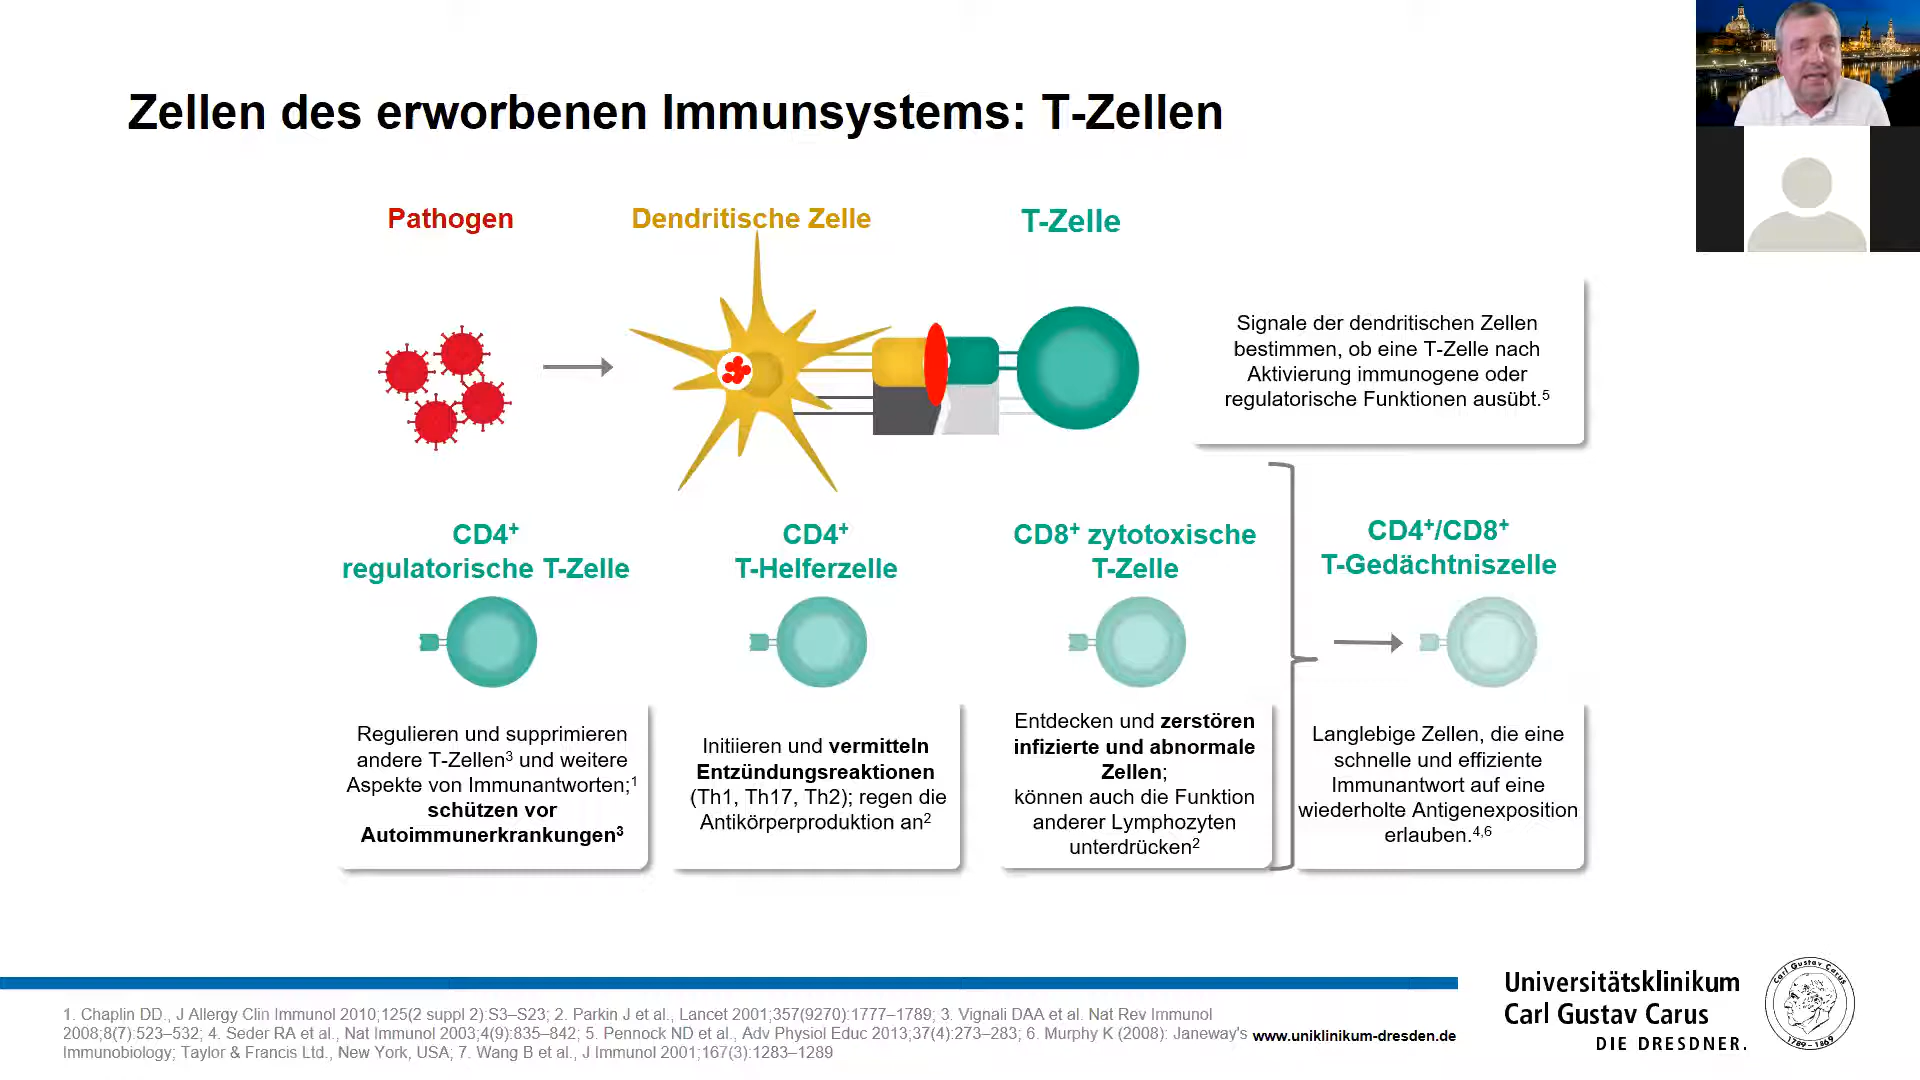 Zellen des erworbenen Immunsystems: T-Zellen
Pathogen
Dendritische Zelle
T-Zelle
Signale der dendritischen Zellen
bestimmen, ob eine T-Zelle nach
Aktivierung immunogene oder
regulatorische Funktionen ausübt.⁵
CD4⁺
regulatorische T-Zelle
CD4⁺
T-Helferzelle
CD8⁺ zytotoxische
T-Zelle
CD4⁺/CD8⁺
T-Gedächtniszelle
Regulieren und supprimieren
andere T-Zellen³ und weitere
Aspekte von Immunantworten;¹
schützen vor
Autoimmunerkrankungen³
Initiieren und vermitteln
Entzündungsreaktionen
(Th1, Th17, Th2); regen die
Antikörperproduktion an²
Entdecken und zerstören
infizierte und abnormale
Zellen;
können auch die Funktion
anderer Lymphozyten
unterdrücken²
Langlebige Zellen, die eine
schnelle und effiziente
Immunantwort auf eine
wiederholte Antigenexposition
erlauben.⁴,⁶
1. Chaplin DD., J Allergy Clin Immunol 2010;125(2 suppl 2):S3–S23; 2. Parkin J et al., Lancet 2001;357(9270):1777–1789; 3. Vignali DAA et al. Nat Rev Immunol
2008;8(7):523–532; 4. Seder RA et al., Nat Immunol 2003;4(9):835–842; 5. Pennock ND et al., Adv Physiol Educ 2013;37(4):273–283; 6. Murphy K (2008): Janeway's
Immunobiology; Taylor & Francis Ltd., New York, USA; 7. Wang B et al., J Immunol 2001;167(3):1283–1289
www.uniklinikum-dresden.de
Universitätsklinikum
Carl Gustav Carus
DIE DRESDNER.
Carl Gustav Carus
1789–1869